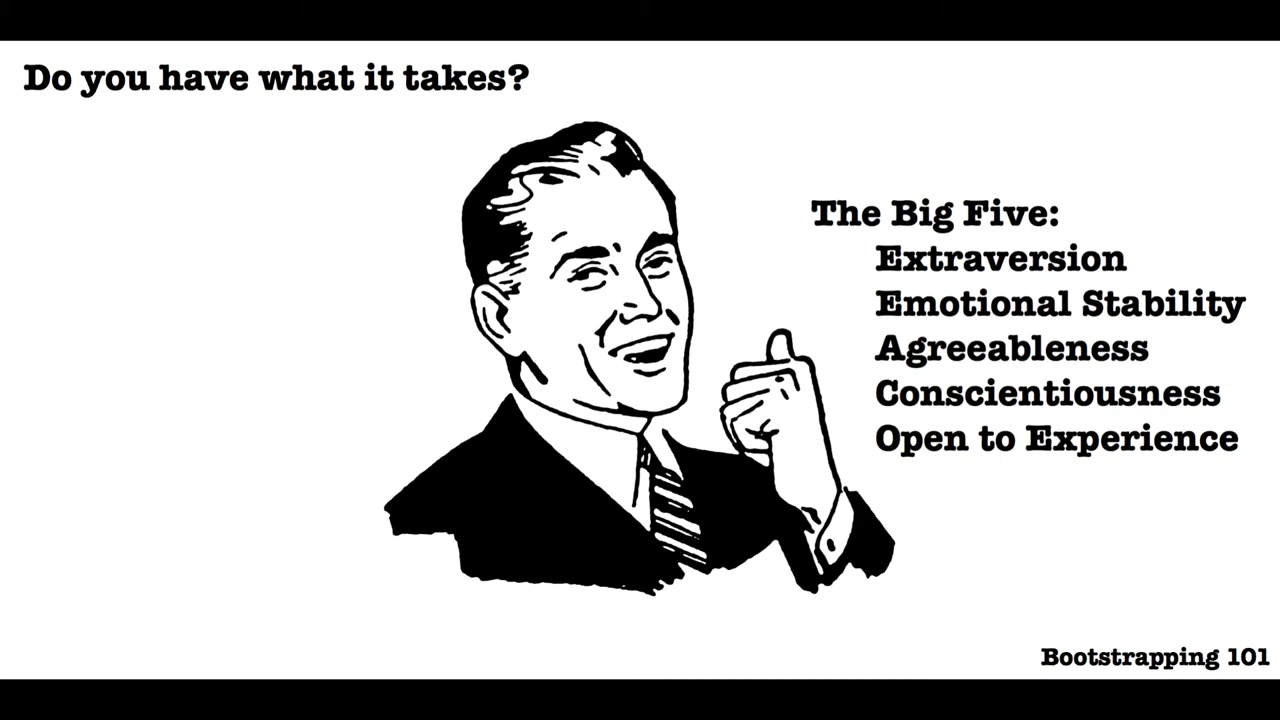 Do you have what it takes?
The Big Five:
Extraversion
Emotional Stability
Agreeableness
Conscientiousness
Open to Experience
Bootstrapping 101